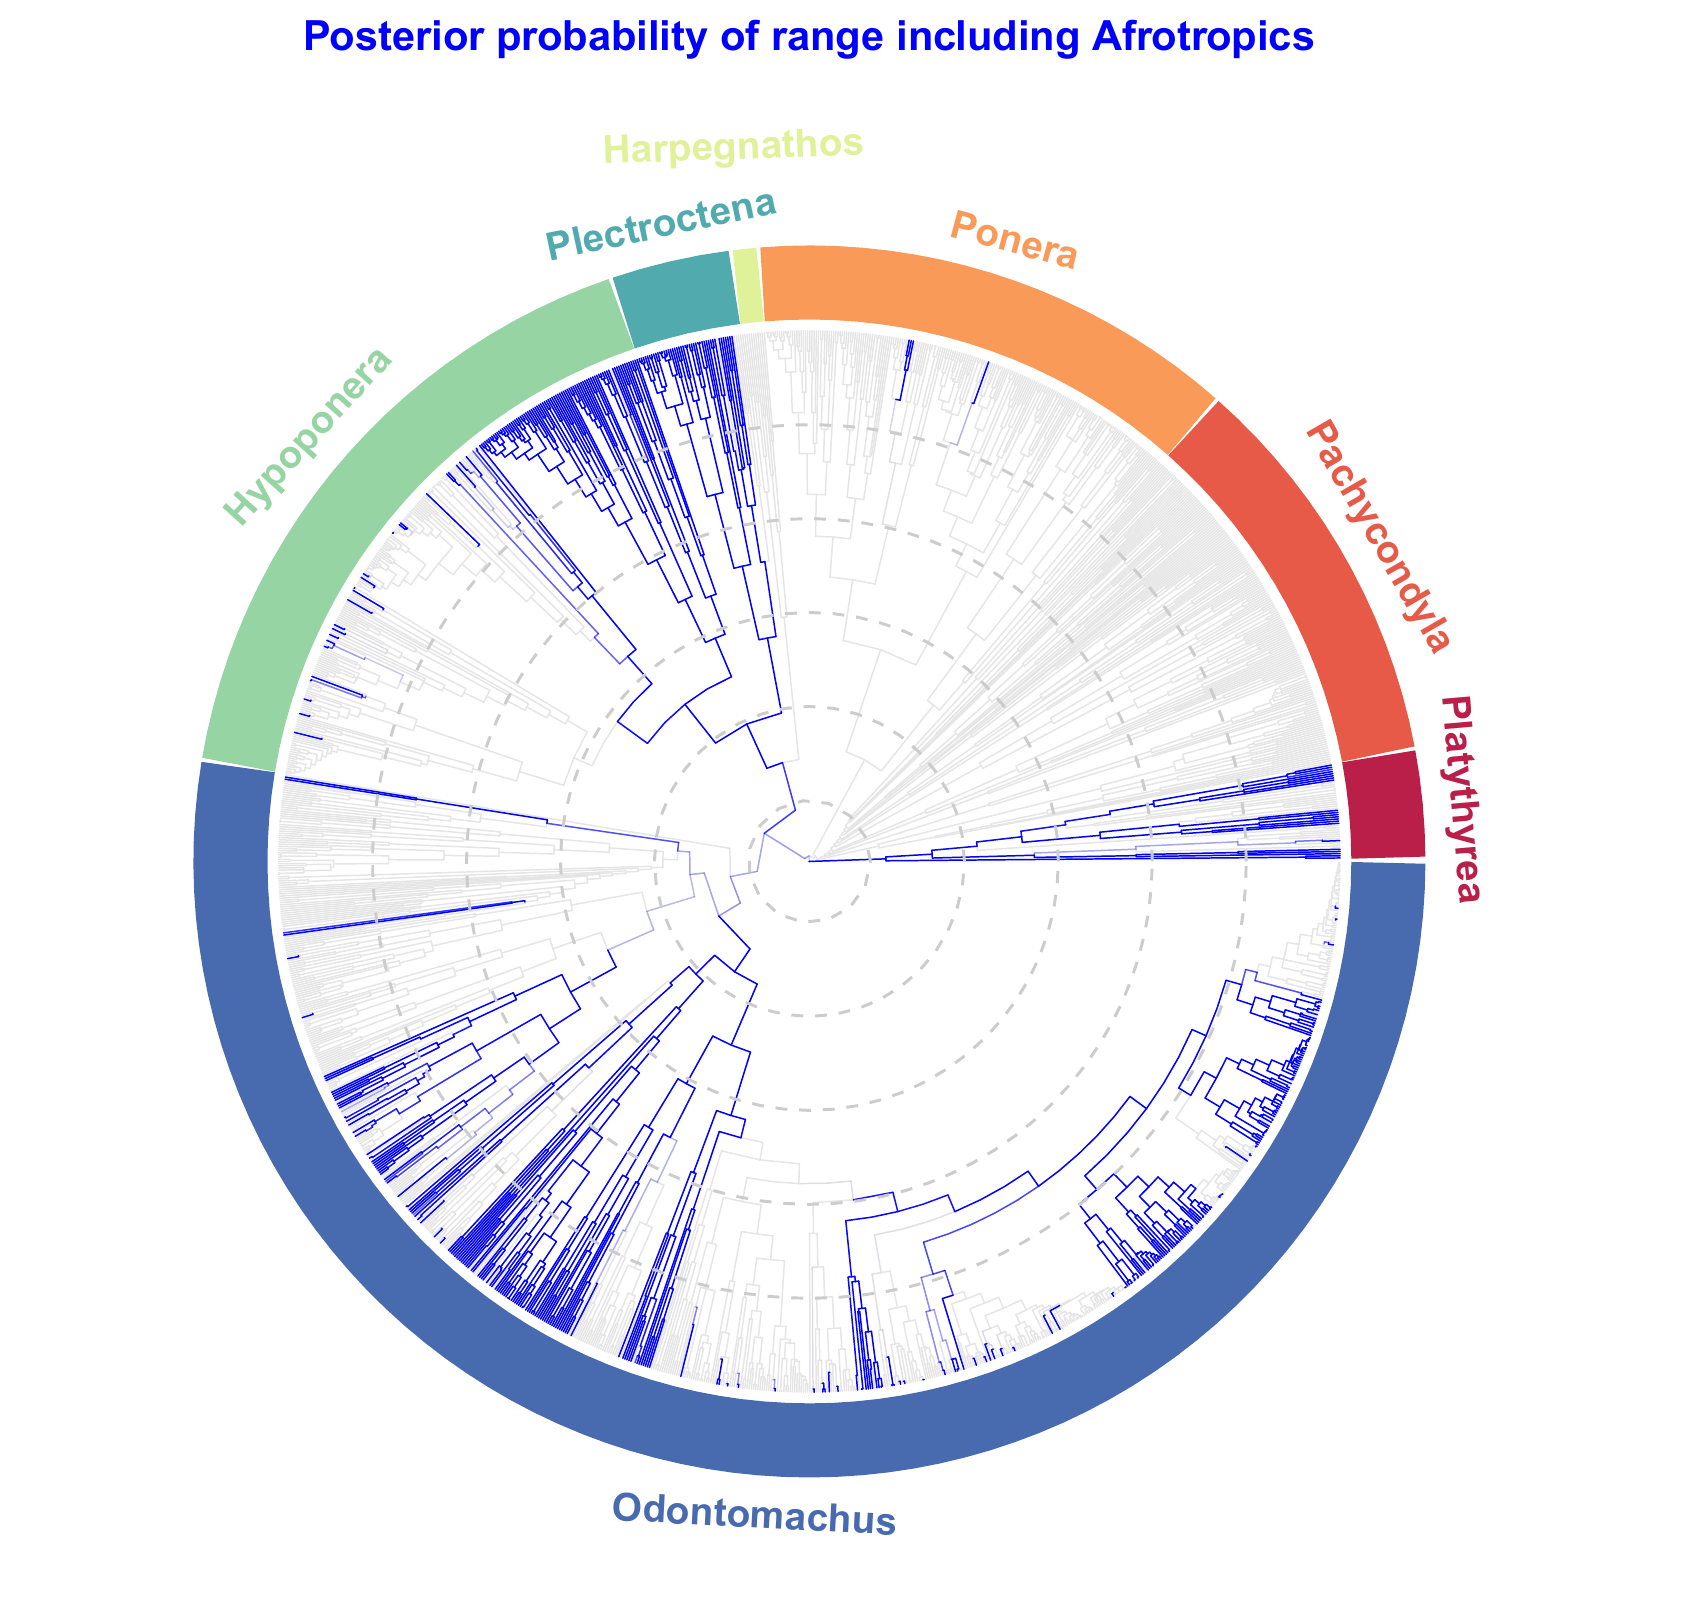 Posterior probability of range including Afrotropics
Harpegnathos
Plectroctena
Ponera
Hypoponera
Pachycondyla
Platythyrea
Odontomachus